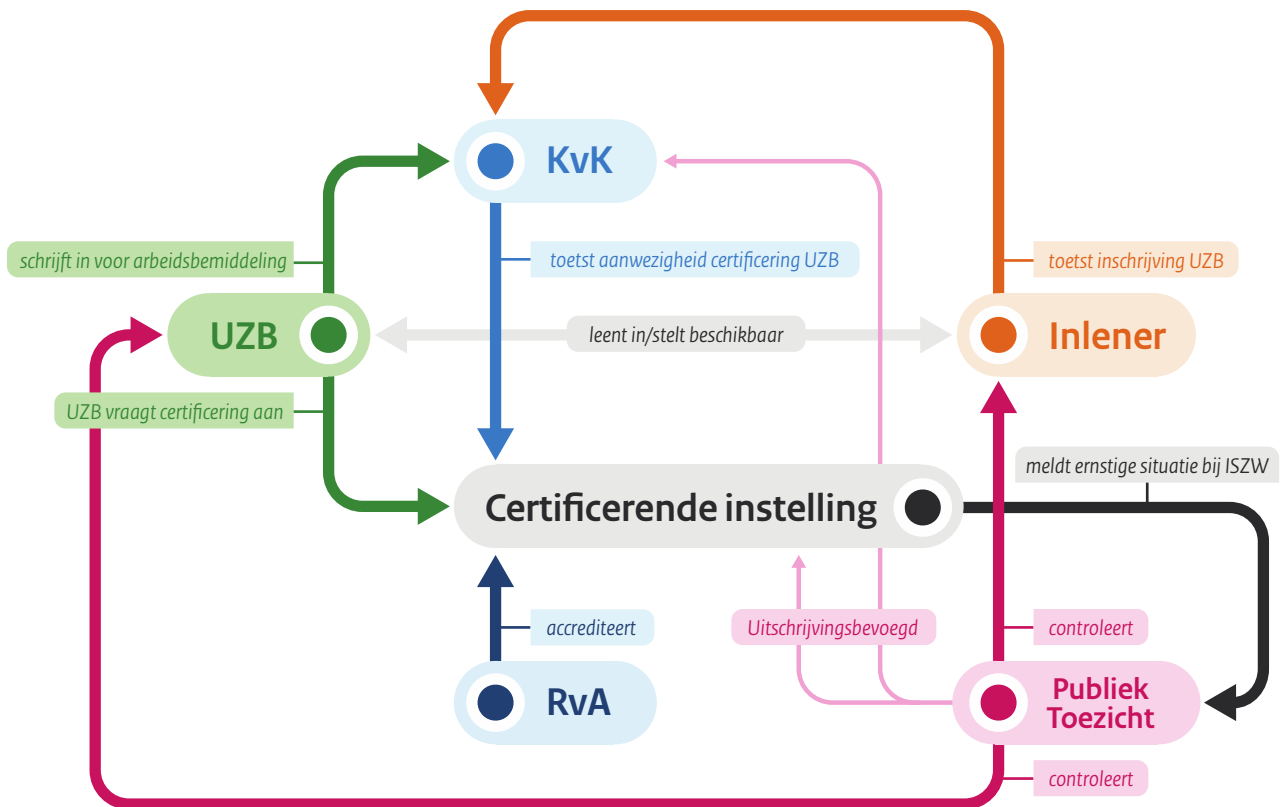 KvK
schrijft in voor arbeidsbemiddeling
toetst aanwezigheid certificering UZB
toetst inschrijving UZB
UZB
leent in/stelt beschikbaar
Inlener
UZB vraagt certificering aan
meldt ernstige situatie bij ISZW
Certificerende instelling
accrediteert
Uitschrijvingsbevoegd
controleert
RvA
Publiek
Toezicht
controleert